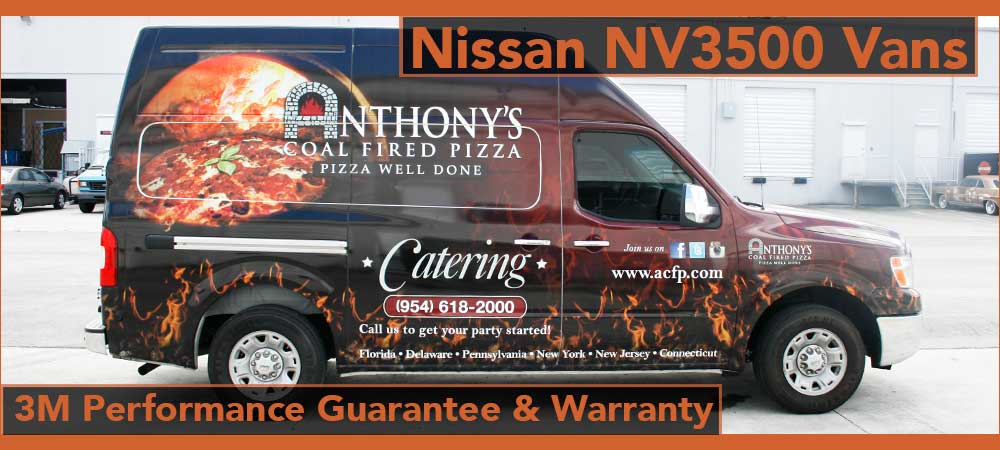 Nissan NV3500 Vans
ANTHONY'S
COAL FIRED PIZZA
PIZZA WELL DONE
Catering
(954) 618-2000
Call us to get your party started!
Florida • Delaware • Pennsylvania • New York • New Jersey • Connecticut
Join us on
www.acfp.com
ANTHONY'S
COAL FIRED PIZZA
PIZZA WELL DONE
3M Performance Guarantee & Warranty